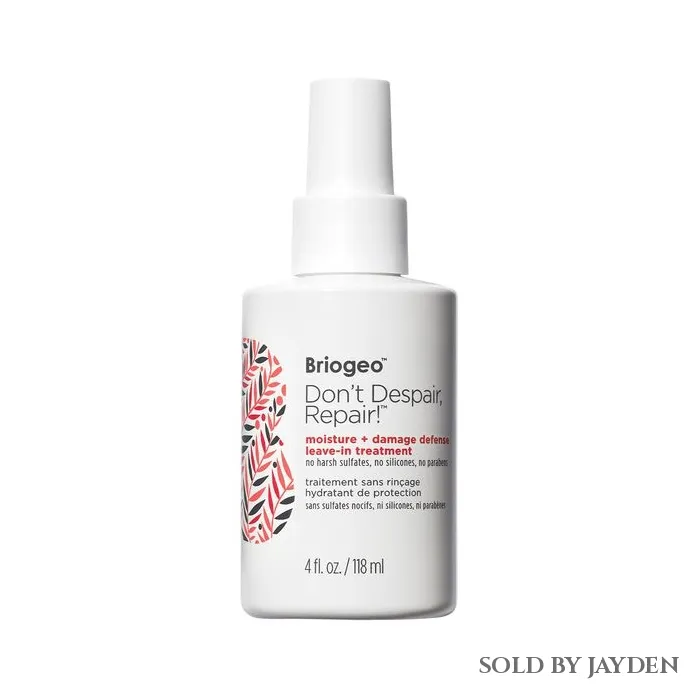 Briogeo™
Don't Despair,
Repair!™
moisture + damage defense
leave-in treatment
no harsh sulfates, no silicones, no parabens
traitement sans rinçage
hydratant de protection
sans sulfates nocifs, ni silicones, ni parabènes
4 fl. oz. / 118 ml
SOLD BY JAYDEN